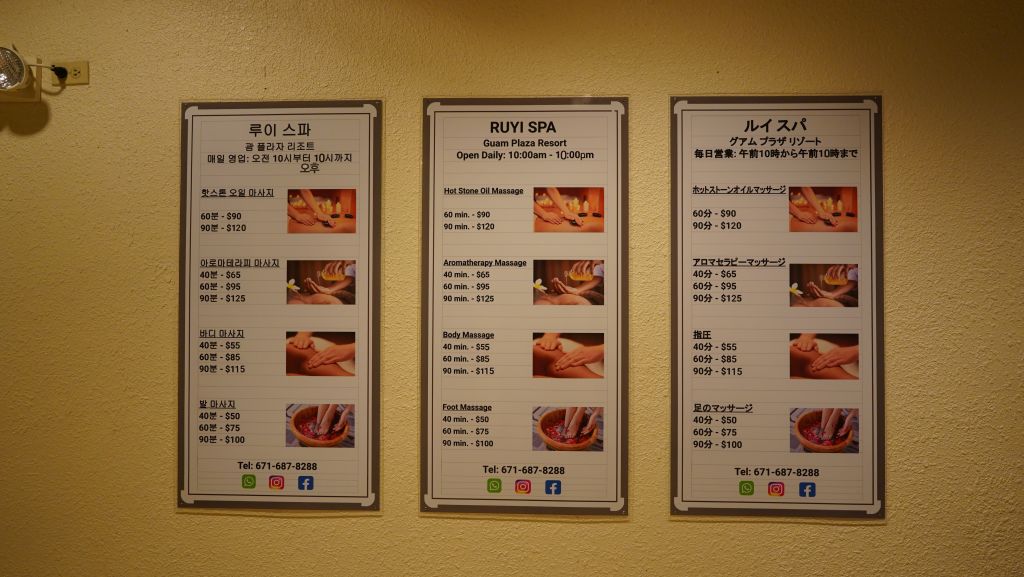 루이 스파
괌 플라자 리조트
매일 영업: 오전 10시부터 10시까지
오후
핫스톤 오일 마사지
60분 - $90
90분 - $120
아로마테라피 마사지
40분 - $65
60분 - $95
90분 - $125
바디 마사지
40분 - $55
60분 - $85
90분 - $115
발 마사지
40분 - $50
60분 - $75
90분 - $100
Tel: 671-687-8288
RUYI SPA
Guam Plaza Resort
Open Daily: 10:00am - 10:00pm
Hot Stone Oil Massage
60 min. - $90
90 min. - $120
Aromatherapy Massage
40 min. - $65
60 min. - $95
90 min. - $125
Body Massage
40 min. - $55
60 min. - $85
90 min. - $115
Foot Massage
40 min. - $50
60 min. - $75
90 min. - $100
Tel: 671-687-8288
ルイ スパ
グアム プラザ リゾート
毎日営業: 午前10時から午前10時まで
ホットストーンオイルマッサージ
60分 - $90
90分 - $120
アロマセラピーマッサージ
40分 - $65
60分 - $95
90分 - $125
指圧
40分 - $55
60分 - $85
90分 - $115
足のマッサージ
40分 - $50
60分 - $75
90分 - $100
Tel: 671-687-8288